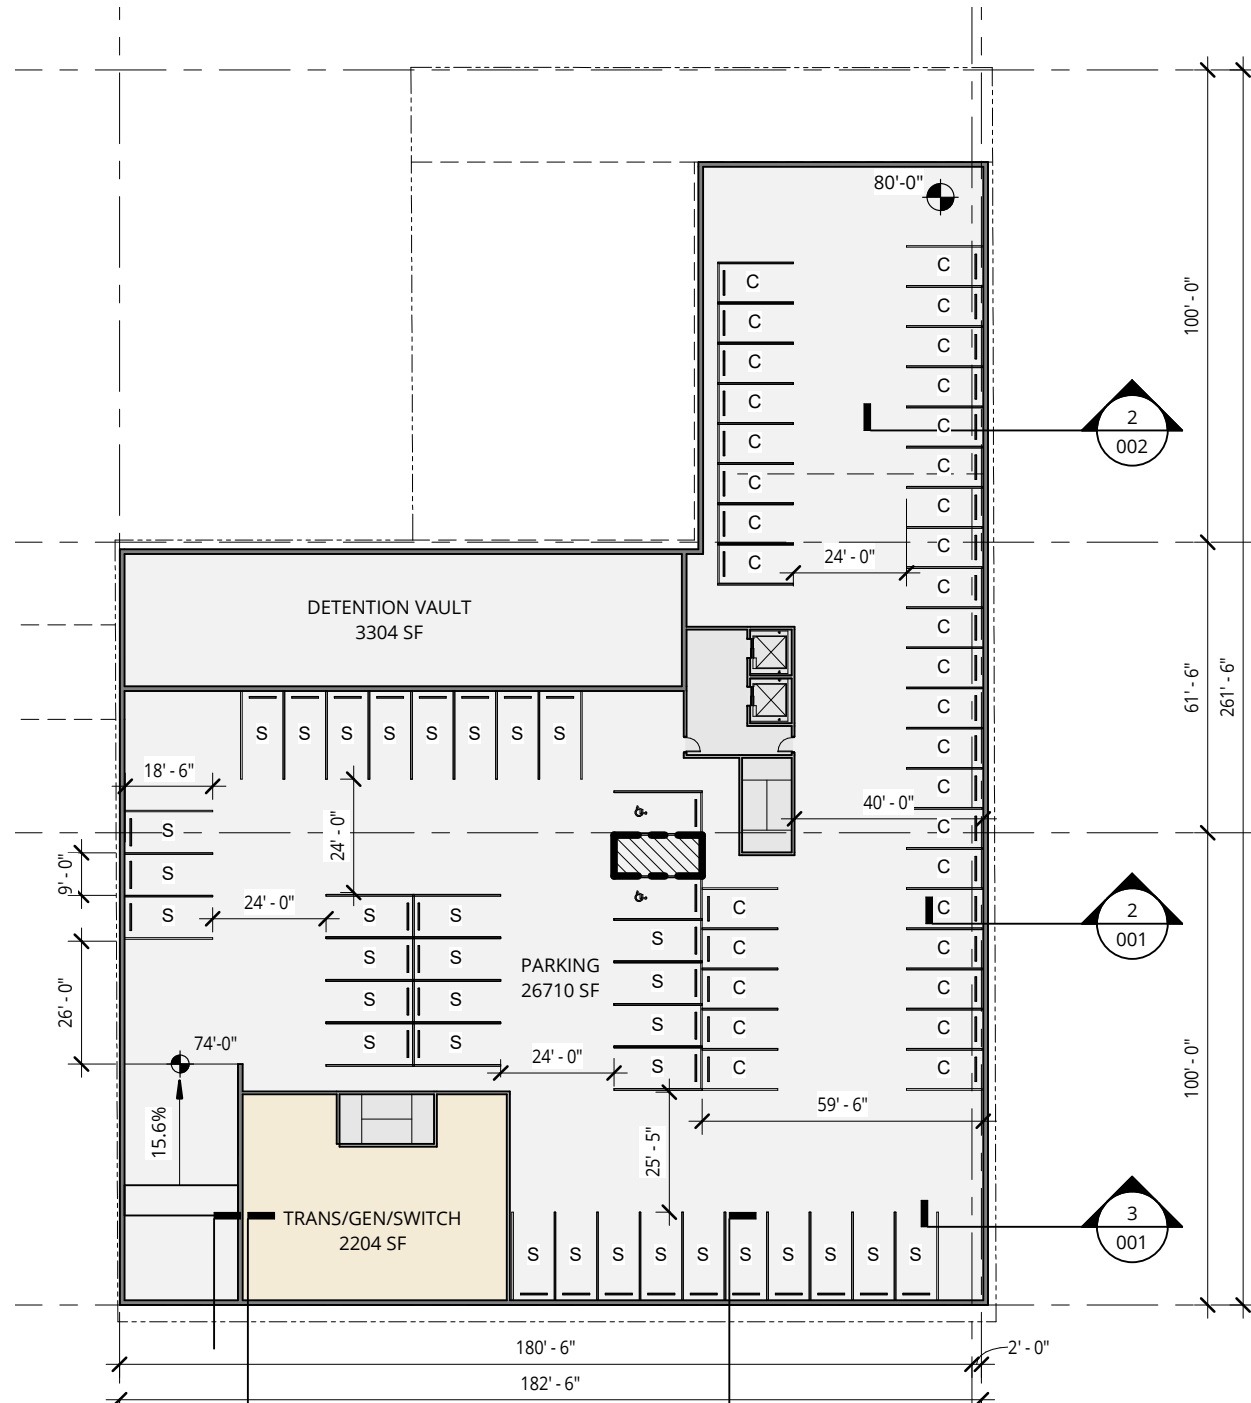 80'-0"
C
C C
C C
C C
C C
C C
C C
C C
C C
100' - 0"
2
002
24' - 0"
C
C
C
C
C
C
C
C
DETENTION VAULT
3304 SF
61' - 6"
261' - 6"
S S S S S S S S
18' - 6"
40' - 0"
24' - 0"
S
S
S
9' - 0"
24' - 0"
S S
S S
S S
S S
S
S
S
S
PARKING
26710 SF
C C
C C
C C
C C
C C
2
001
26' - 0"
74'-0"
24' - 0"
59' - 6"
100' - 0"
15.6%
25' - 5"
TRANS/GEN/SWITCH
2204 SF
S S S S S S S S S S
3
001
180' - 6"
2' - 0"
182' - 6"